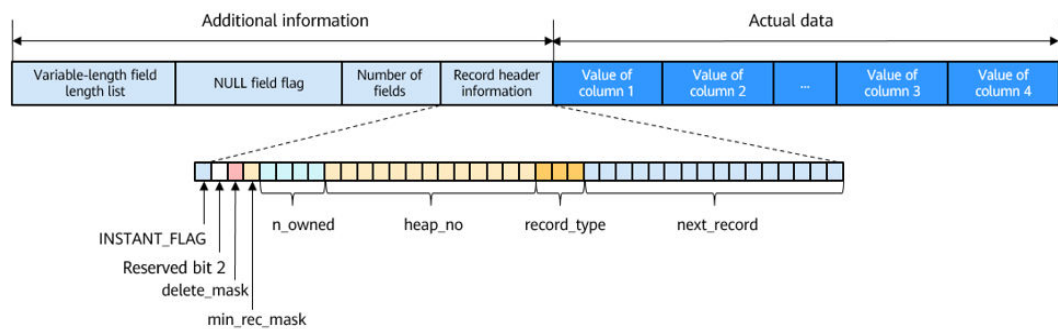 Additional information
Actual data
Variable-length field
length list
NULL field flag
Number of
fields
Record header
information
Value of
column 1
Value of
column 2
...
Value of
column 3
Value of
column 4
n_owned
heap_no
record_type
next_record
INSTANT_FLAG
Reserved bit 2
delete_mask
min_rec_mask